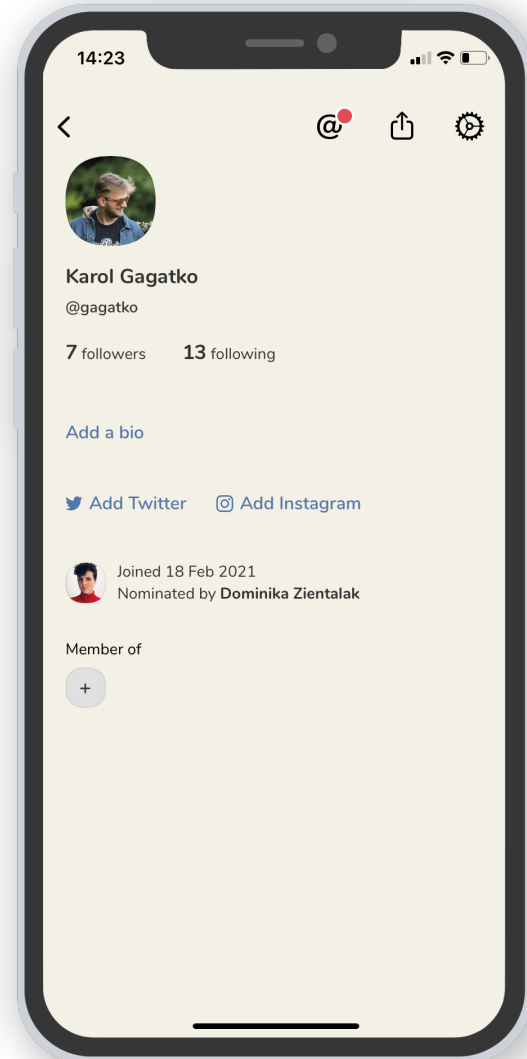 14:23
@
Karol Gagatko
@gagatko
7 followers 13 following
Add a bio
Add Twitter Add Instagram
Joined 18 Feb 2021
Nominated by Dominika Zientalak
Member of
+